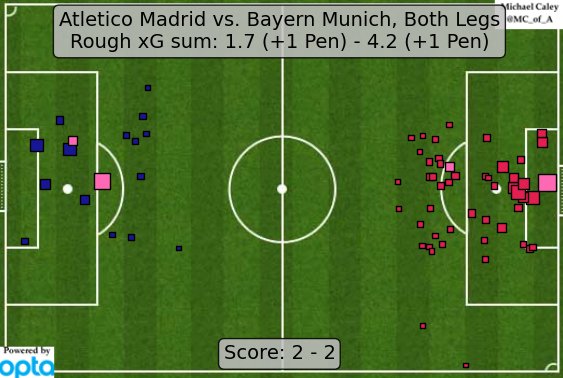 Michael Caley
@MC_of_A
Atletico Madrid vs. Bayern Munich, Both Legs
Rough xG sum: 1.7 (+1 Pen) - 4.2 (+1 Pen)
Score: 2 - 2
Powered by
opta